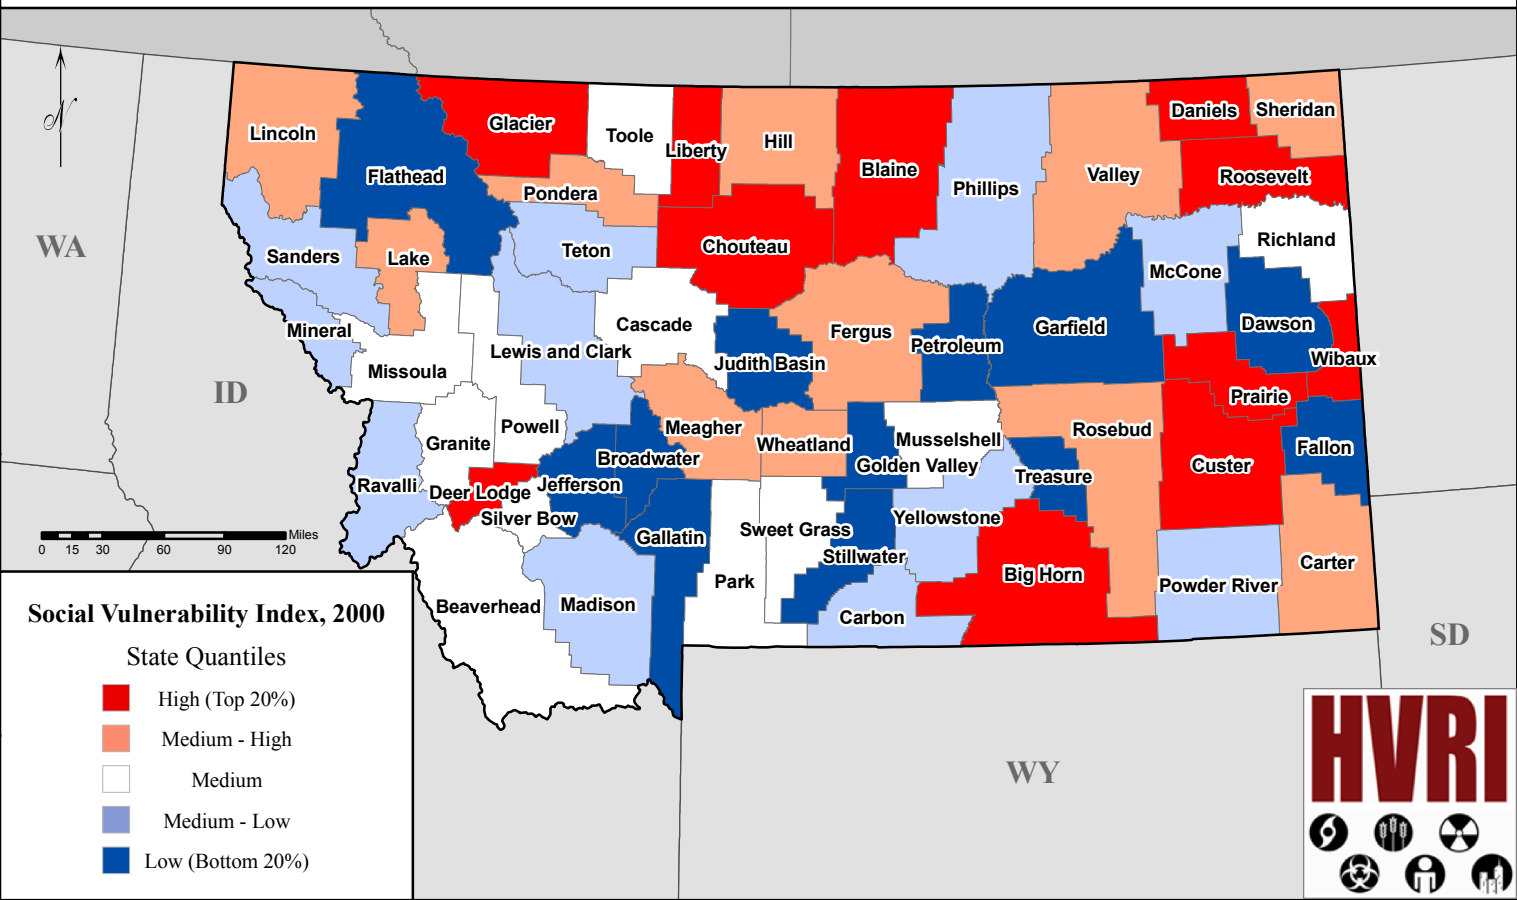 N
WA
ID
WY
SD
Lincoln
Flathead
Glacier
Toole
Liberty
Hill
Blaine
Phillips
Valley
Daniels
Sheridan
Roosevelt
Pondera
Sanders
Lake
Teton
Chouteau
McCone
Richland
Mineral
Missoula
Lewis and Clark
Cascade
Judith Basin
Fergus
Petroleum
Garfield
Dawson
Wibaux
Prairie
Granite
Powell
Meagher
Wheatland
Musselshell
Golden Valley
Rosebud
Treasure
Custer
Fallon
Ravalli
Deer Lodge
Silver Bow
Jefferson
Broadwater
Gallatin
Park
Sweet Grass
Stillwater
Yellowstone
Big Horn
Powder River
Carter
Beaverhead
Madison
Carbon
Miles
0 15 30 60 90 120
Social Vulnerability Index, 2000
State Quantiles
High (Top 20%)
Medium - High
Medium
Medium - Low
Low (Bottom 20%)
HVRI